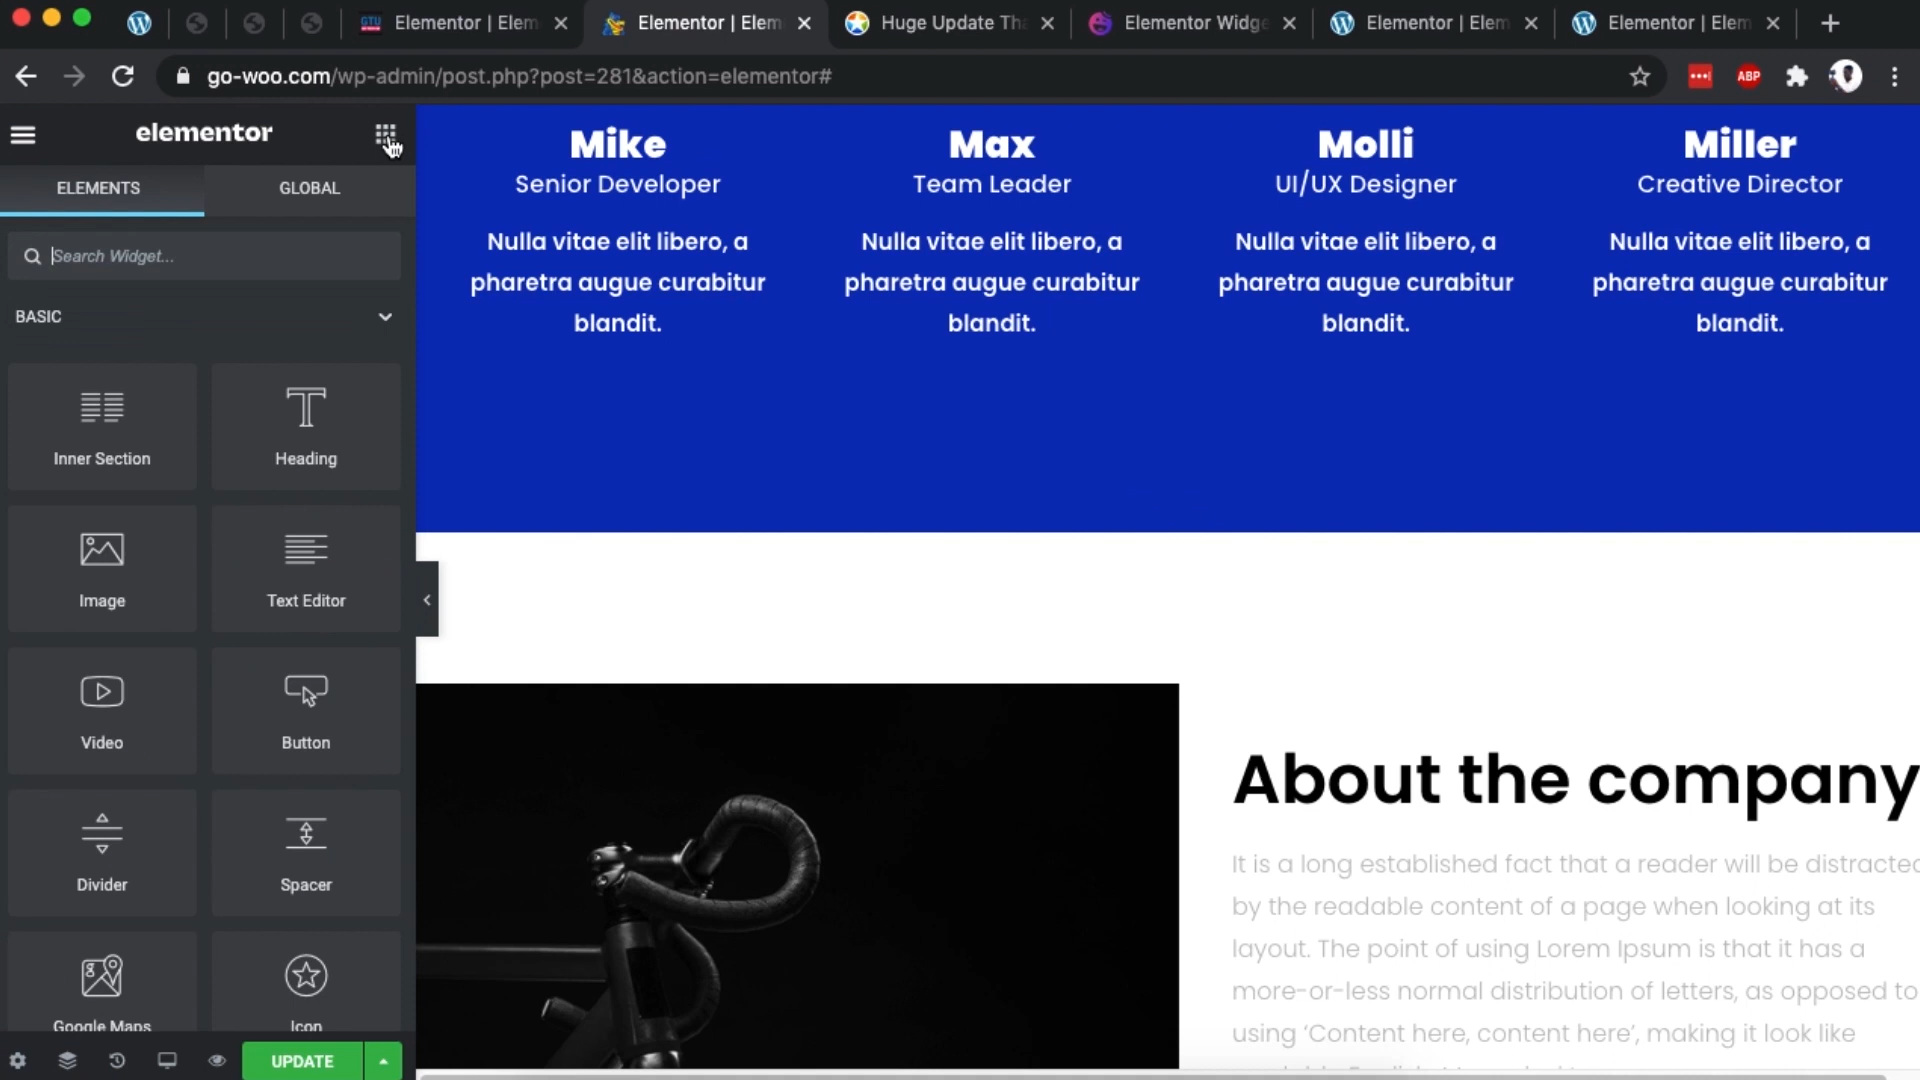 GTU Elementor | Elem
Elementor | Elem
Huge Update Tha
Elementor Widge
Elementor | Elem
Elementor | Elem
go-woo.com/wp-admin/post.php?post=281&action=elementor#
ABP
elementor
ELEMENTS
GLOBAL
Search Widget...
BASIC
Inner Section
Heading
Image
Text Editor
Video
Button
Divider
Spacer
Google Maps
Icon
UPDATE
Mike
Senior Developer
Nulla vitae elit libero, a
pharetra augue curabitur
blandit.
Max
Team Leader
Nulla vitae elit libero, a
pharetra augue curabitur
blandit.
Molli
UI/UX Designer
Nulla vitae elit libero, a
pharetra augue curabitur
blandit.
Miller
Creative Director
Nulla vitae elit libero, a
pharetra augue curabitur
blandit.
About the company
It is a long established fact that a reader will be distracted
by the readable content of a page when looking at its
layout. The point of using Lorem Ipsum is that it has a
more-or-less normal distribution of letters, as opposed to
using ‘Content here, content here’, making it look like